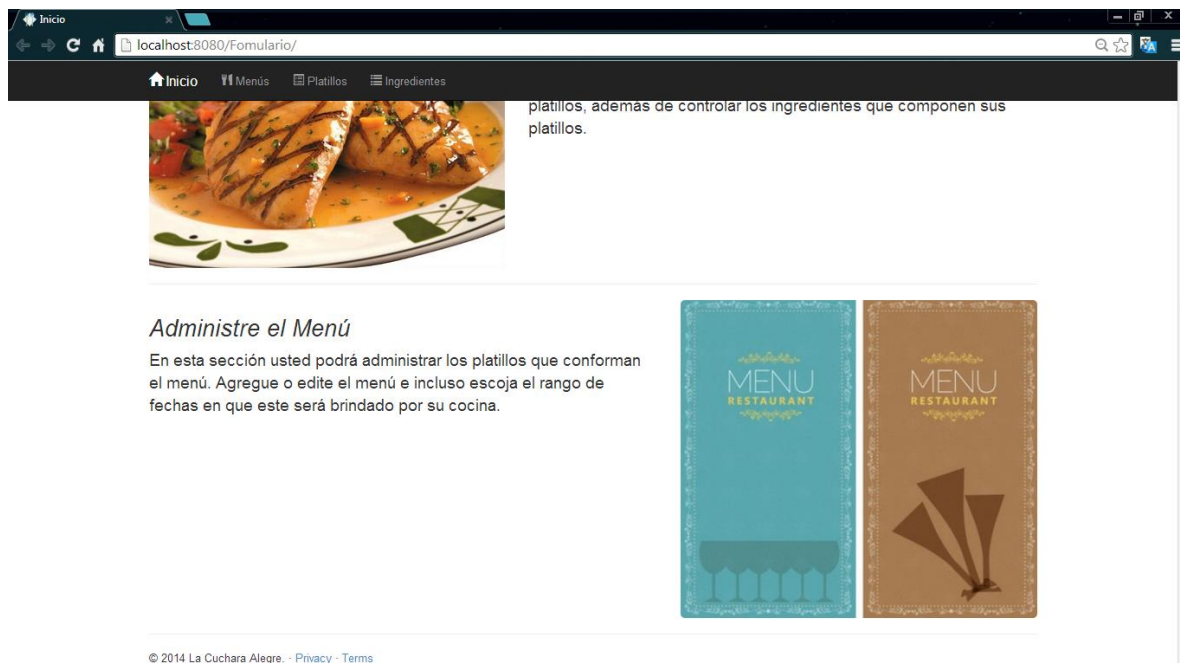 Inicio
localhost:8080/Fomulario/
Inicio Menús Platillos Ingredientes
platillos, además de controlar los ingredientes que componen sus
platillos.
Administre el Menú
En esta sección usted podrá administrar los platillos que conforman
el menú. Agregue o edite el menú e incluso escoja el rango de
fechas en que este será brindado por su cocina.
MENU
RESTAURANT
MENU
RESTAURANT
© 2014 La Cuchara Alegre. · Privacy · Terms